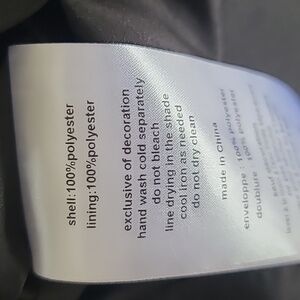 shell:100%polyester
lining:100%polyester
exclusive of decoration
hand wash cold separately
do not bleach
line drying in the shade
cool iron as needed
do not dry clean
made in China
enveloppe 100% polyester
doublure 100%